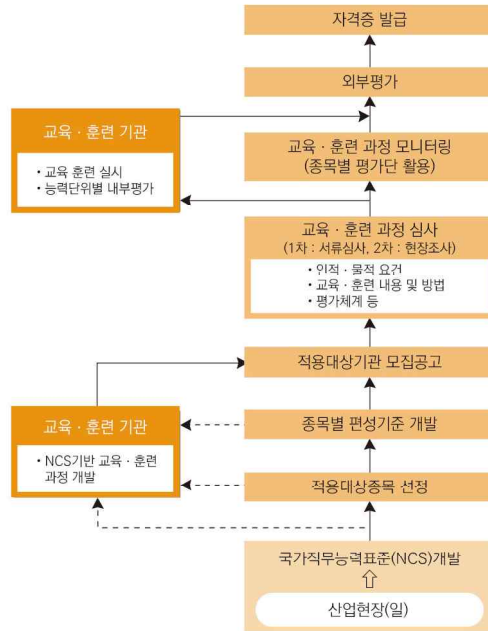 자격증 발급
외부평가
교육 · 훈련 기관
• 교육 훈련 실시
• 능력단위별 내부평가
교육 · 훈련 과정 모니터링
(종목별 평가단 활용)
교육 · 훈련 과정 심사
(1차 : 서류심사, 2차 : 현장조사)
• 인적 · 물적 요건
• 교육 · 훈련 내용 및 방법
• 평가체계 등
적용대상기관 모집공고
교육 · 훈련 기관
• NCS기반 교육 · 훈련
과정 개발
종목별 편성기준 개발
적용대상종목 선정
국가직무능력표준(NCS)개발
산업현장(일)